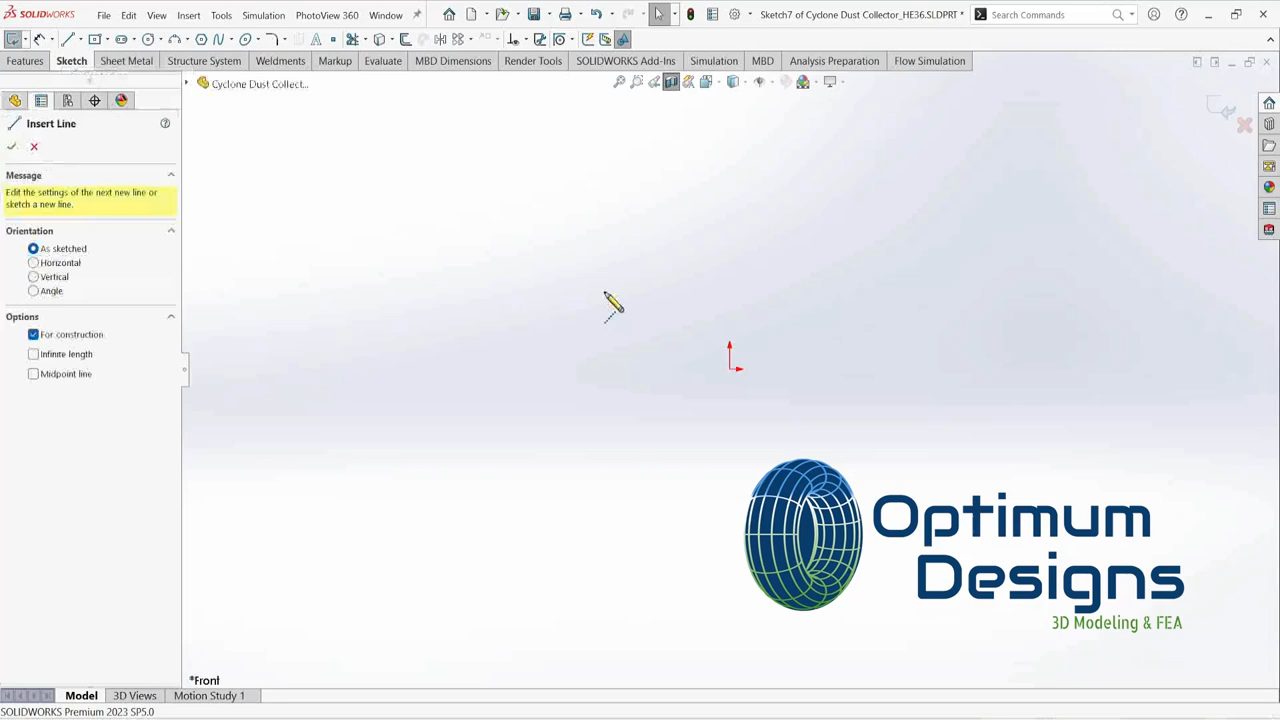 SOLIDWORKS File Edit View Insert Tools Simulation PhotoView 360 Window Sketch7 of Cyclone Dust Collector_HE36.SLDPRT * Search Commands
Features Sketch Sheet Metal Structure System Weldments Markup Evaluate MBD Dimensions Render Tools SOLIDWORKS Add-Ins Simulation MBD Analysis Preparation Flow Simulation
Cyclone Dust Collect...
Insert Line
Message
Edit the settings of the next new line or
sketch a new line.
Orientation
As sketched
Horizontal
Vertical
Angle
Options
For construction
Infinite length
Midpoint line
Optimum
Designs
3D Modeling & FEA
*Front
Model 3D Views Motion Study 1
SOLIDWORKS Premium 2023 SP5.0